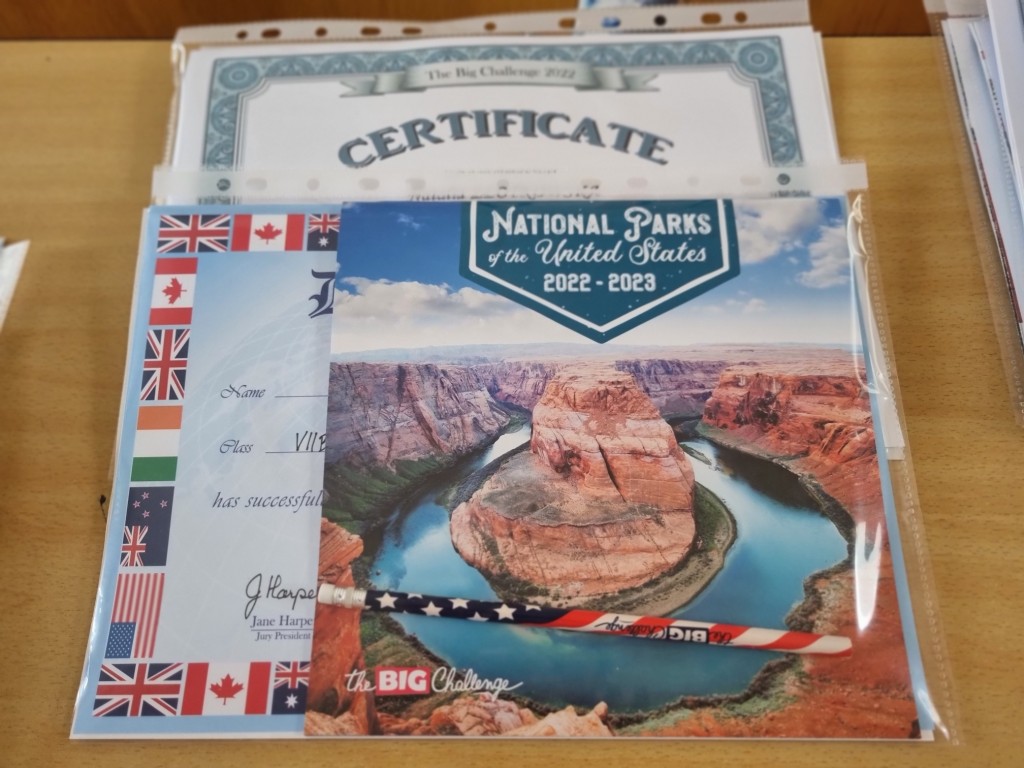 The Big Challenge 2022
CERTIFICATE
NATIONAL PARKS
of the United States
2022 - 2023
Name
Class VIIB
has successful
J Harpe
Jane Harpe
Jury President
the BIG Challenge
the BIG Challenge